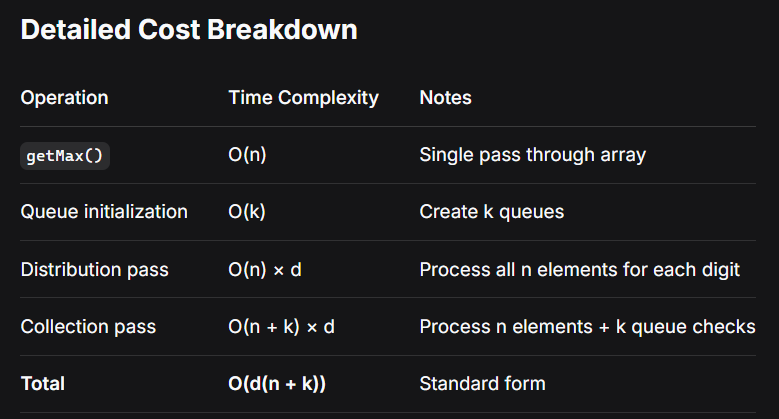 Detailed Cost Breakdown
Operation Time Complexity Notes
getMax() O(n) Single pass through array
Queue initialization O(k) Create k queues
Distribution pass O(n) × d Process all n elements for each digit
Collection pass O(n + k) × d Process n elements + k queue checks
Total O(d(n + k)) Standard form